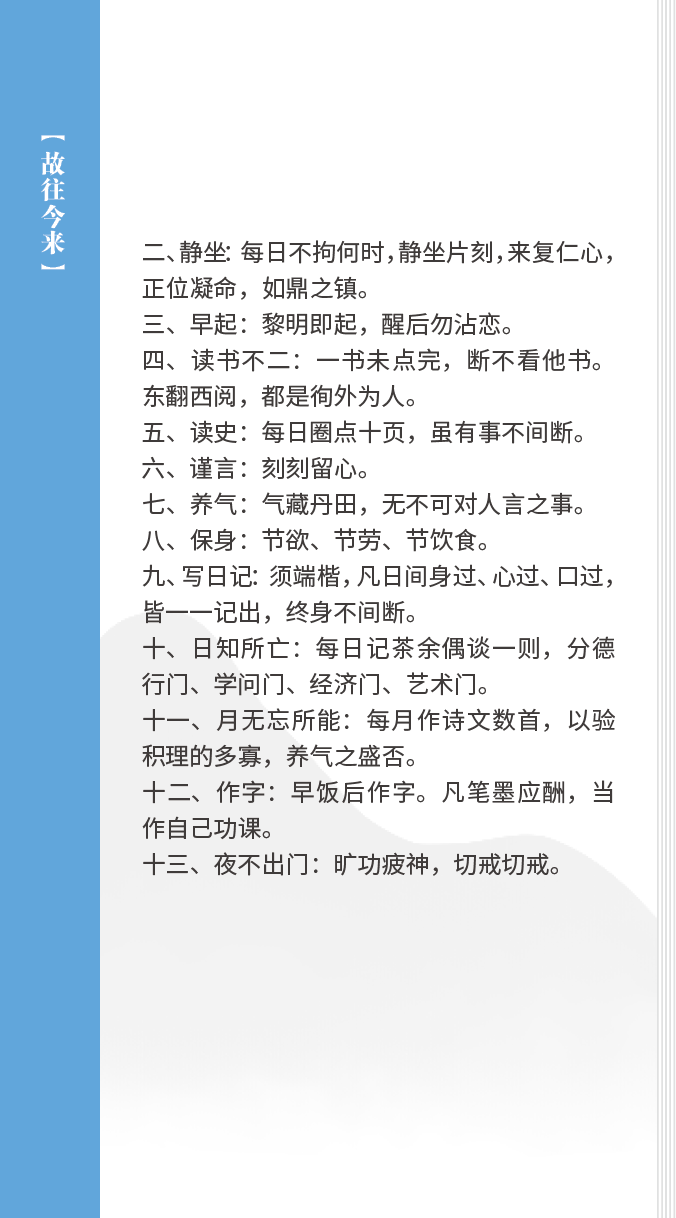 【故往今来】
二、静坐：每日不拘何时，静坐片刻，来复仁心，
正位凝命，如鼎之镇。
三、早起：黎明即起，醒后勿沾恋。
四、读书不二：一书未点完，断不看他书。
东翻西阅，都是徇外为人。
五、读史：每日圈点十页，虽有事不间断。
六、谨言：刻刻留心。
七、养气：气藏丹田，无不可对人言之事。
八、保身：节欲、节劳、节饮食。
九、写日记：须端楷，凡日间身过、心过、口过，
皆一一记出，终身不间断。
十、日知所亡：每日记茶余偶谈一则，分德
行门、学问门、经济门、艺术门。
十一、月无忘所能：每月作诗文数首，以验
积理的多寡，养气之盛否。
十二、作字：早饭后作字。凡笔墨应酬，当
作自己功课。
十三、夜不出门：旷功疲神，切戒切戒。